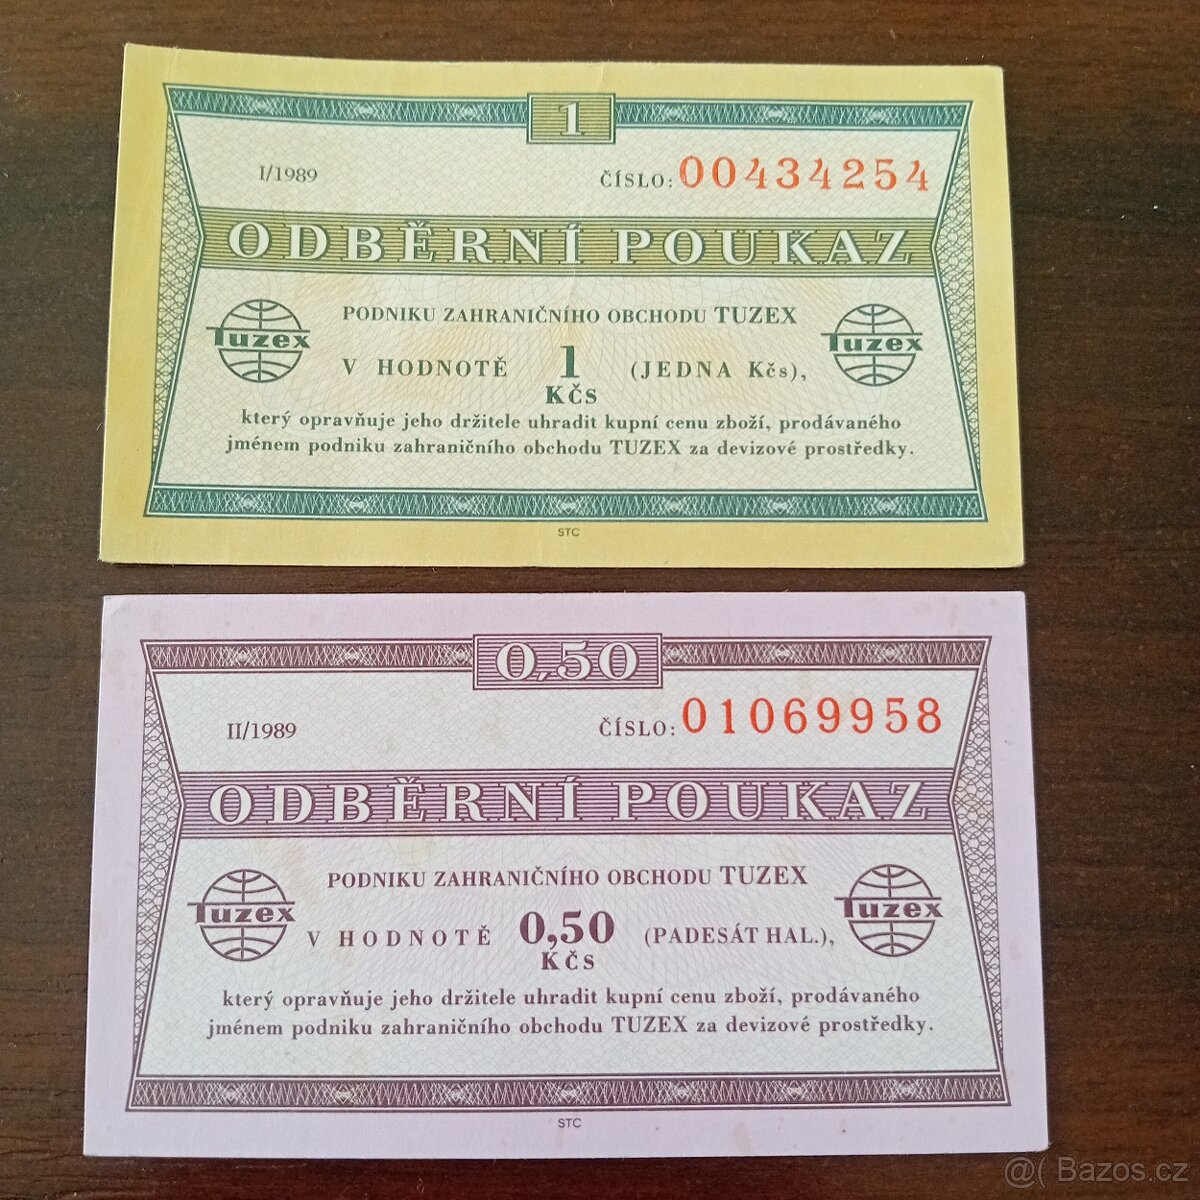 1
I/1989
ČÍSLO: 00434254
ODBĚRNÍ POUKAZ
PODNIKU ZAHRANIČNÍHO OBCHODU TUZEX
Tuzex
Tuzex
V HODNOTĚ 1 (JEDNA Kčs),
KČS
který opravňuje jeho držitele uhradit kupní cenu zboží, prodávaného
jménem podniku zahraničního obchodu TUZEX za devizové prostředky.
STC
0,50
II/1989
ČÍSLO: 01069958
ODBĚRNÍ POUKAZ
PODNIKU ZAHRANIČNÍHO OBCHODU TUZEX
Tuzex
Tuzex
V HODNOTĚ 0,50 (PADESÁT HAL.),
KČS
který opravňuje jeho držitele uhradit kupní cenu zboží, prodávaného
jménem podniku zahraničního obchodu TUZEX za devizové prostředky.
STC
@( Bazos.cz